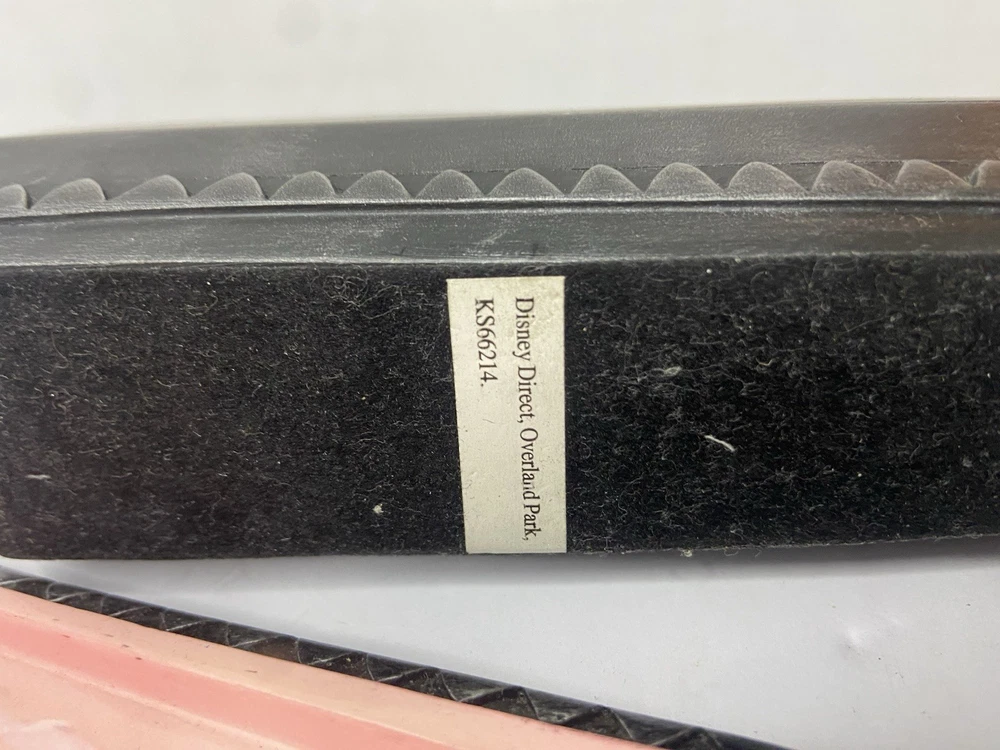 Disney Direct, Overland Park,
KS66214.